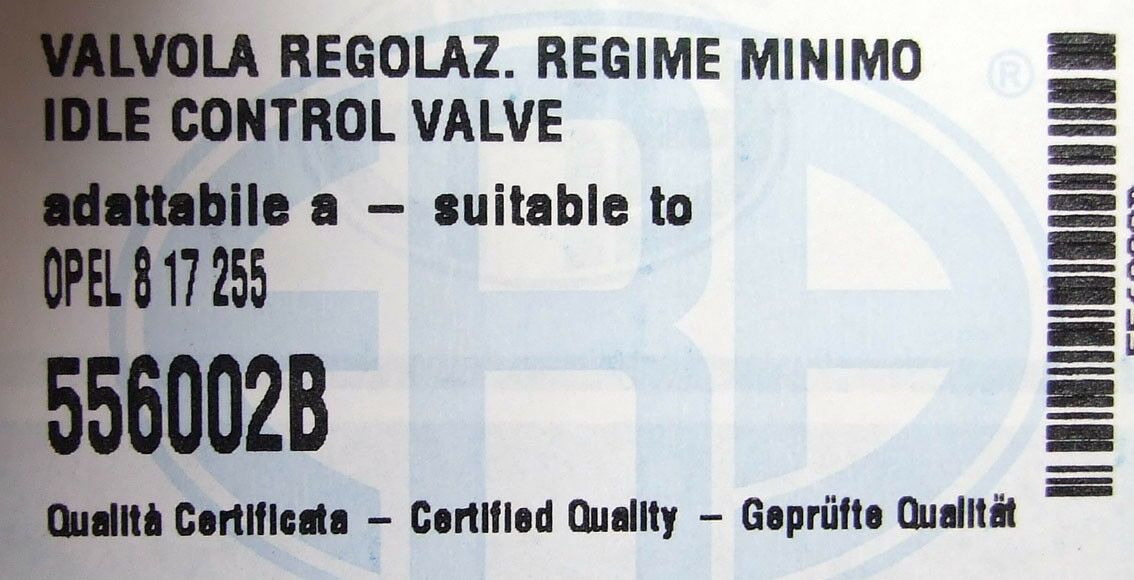 VALVOLA REGOLAZ. REGIME MINIMO
IDLE CONTROL VALVE
adattabile a – suitable to
OPEL 8 17 255
556002B
Qualità Certificata – Certified Quality – Geprüfte Qualität
ERA
®